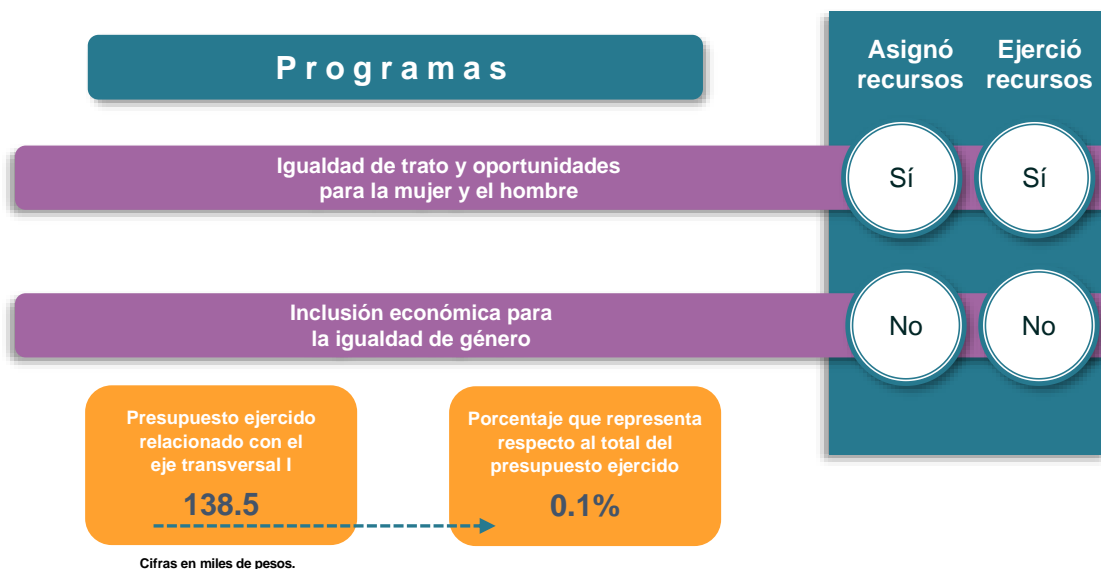 Programas
Asignó
recursos
Ejerció
recursos
Igualdad de trato y oportunidades
para la mujer y el hombre
Sí
Sí
Inclusión económica para
la igualdad de género
No
No
Presupuesto ejercido
relacionado con el
eje transversal I
138.5
Porcentaje que representa
respecto al total del
presupuesto ejercido
0.1%
Cifras en miles de pesos.